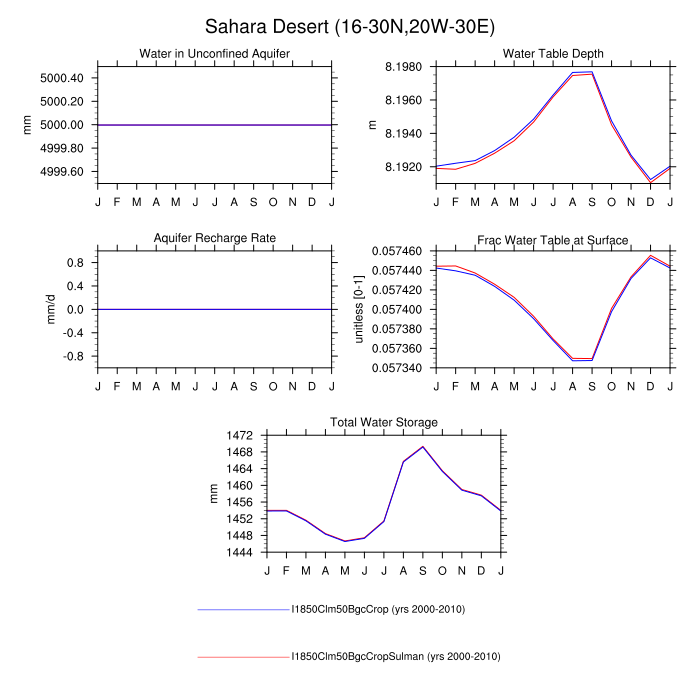 Sahara Desert (16-30N,20W-30E)
Water in Unconfined Aquifer
mm
5000.40
5000.20
5000.00
4999.80
4999.60
J F M A M J J A S O N D J
Water Table Depth
m
8.1980
8.1960
8.1940
8.1920
J F M A M J J A S O N D J
Aquifer Recharge Rate
mm/d
0.8
0.4
0.0
-0.4
-0.8
J F M A M J J A S O N D J
Frac Water Table at Surface
unitless [0-1]
0.057460
0.057440
0.057420
0.057400
0.057380
0.057360
0.057340
J F M A M J J A S O N D J
Total Water Storage
mm
1472
1468
1464
1460
1456
1452
1448
1444
J F M A M J J A S O N D J
I1850Clm50BgcCrop (yrs 2000-2010)
I1850Clm50BgcCropSulman (yrs 2000-2010)